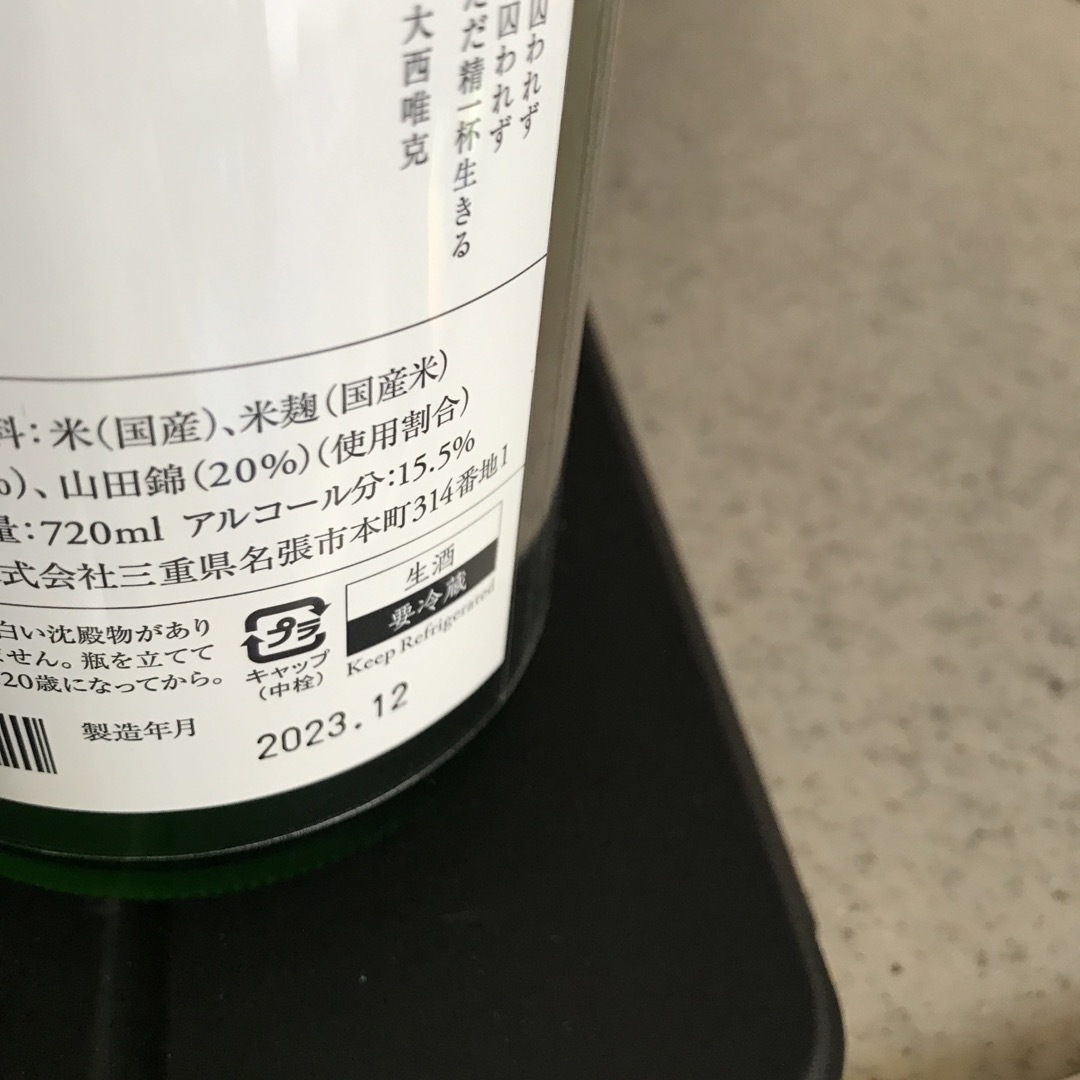 囚われず
囚われず
ただ精一杯生きる
大西唯克
料：米（国産）、米麹（国産米）
%）、山田錦（20%）（使用割合）
量：720ml アルコール分：15.5%
式会社三重県名張市本町314番地1
白い沈殿物があり
ません。瓶を立てて
20歳になってから。
キャップ
（中栓）
プラ
生酒
要冷蔵
Keep Refrigerated
製造年月
2023.12